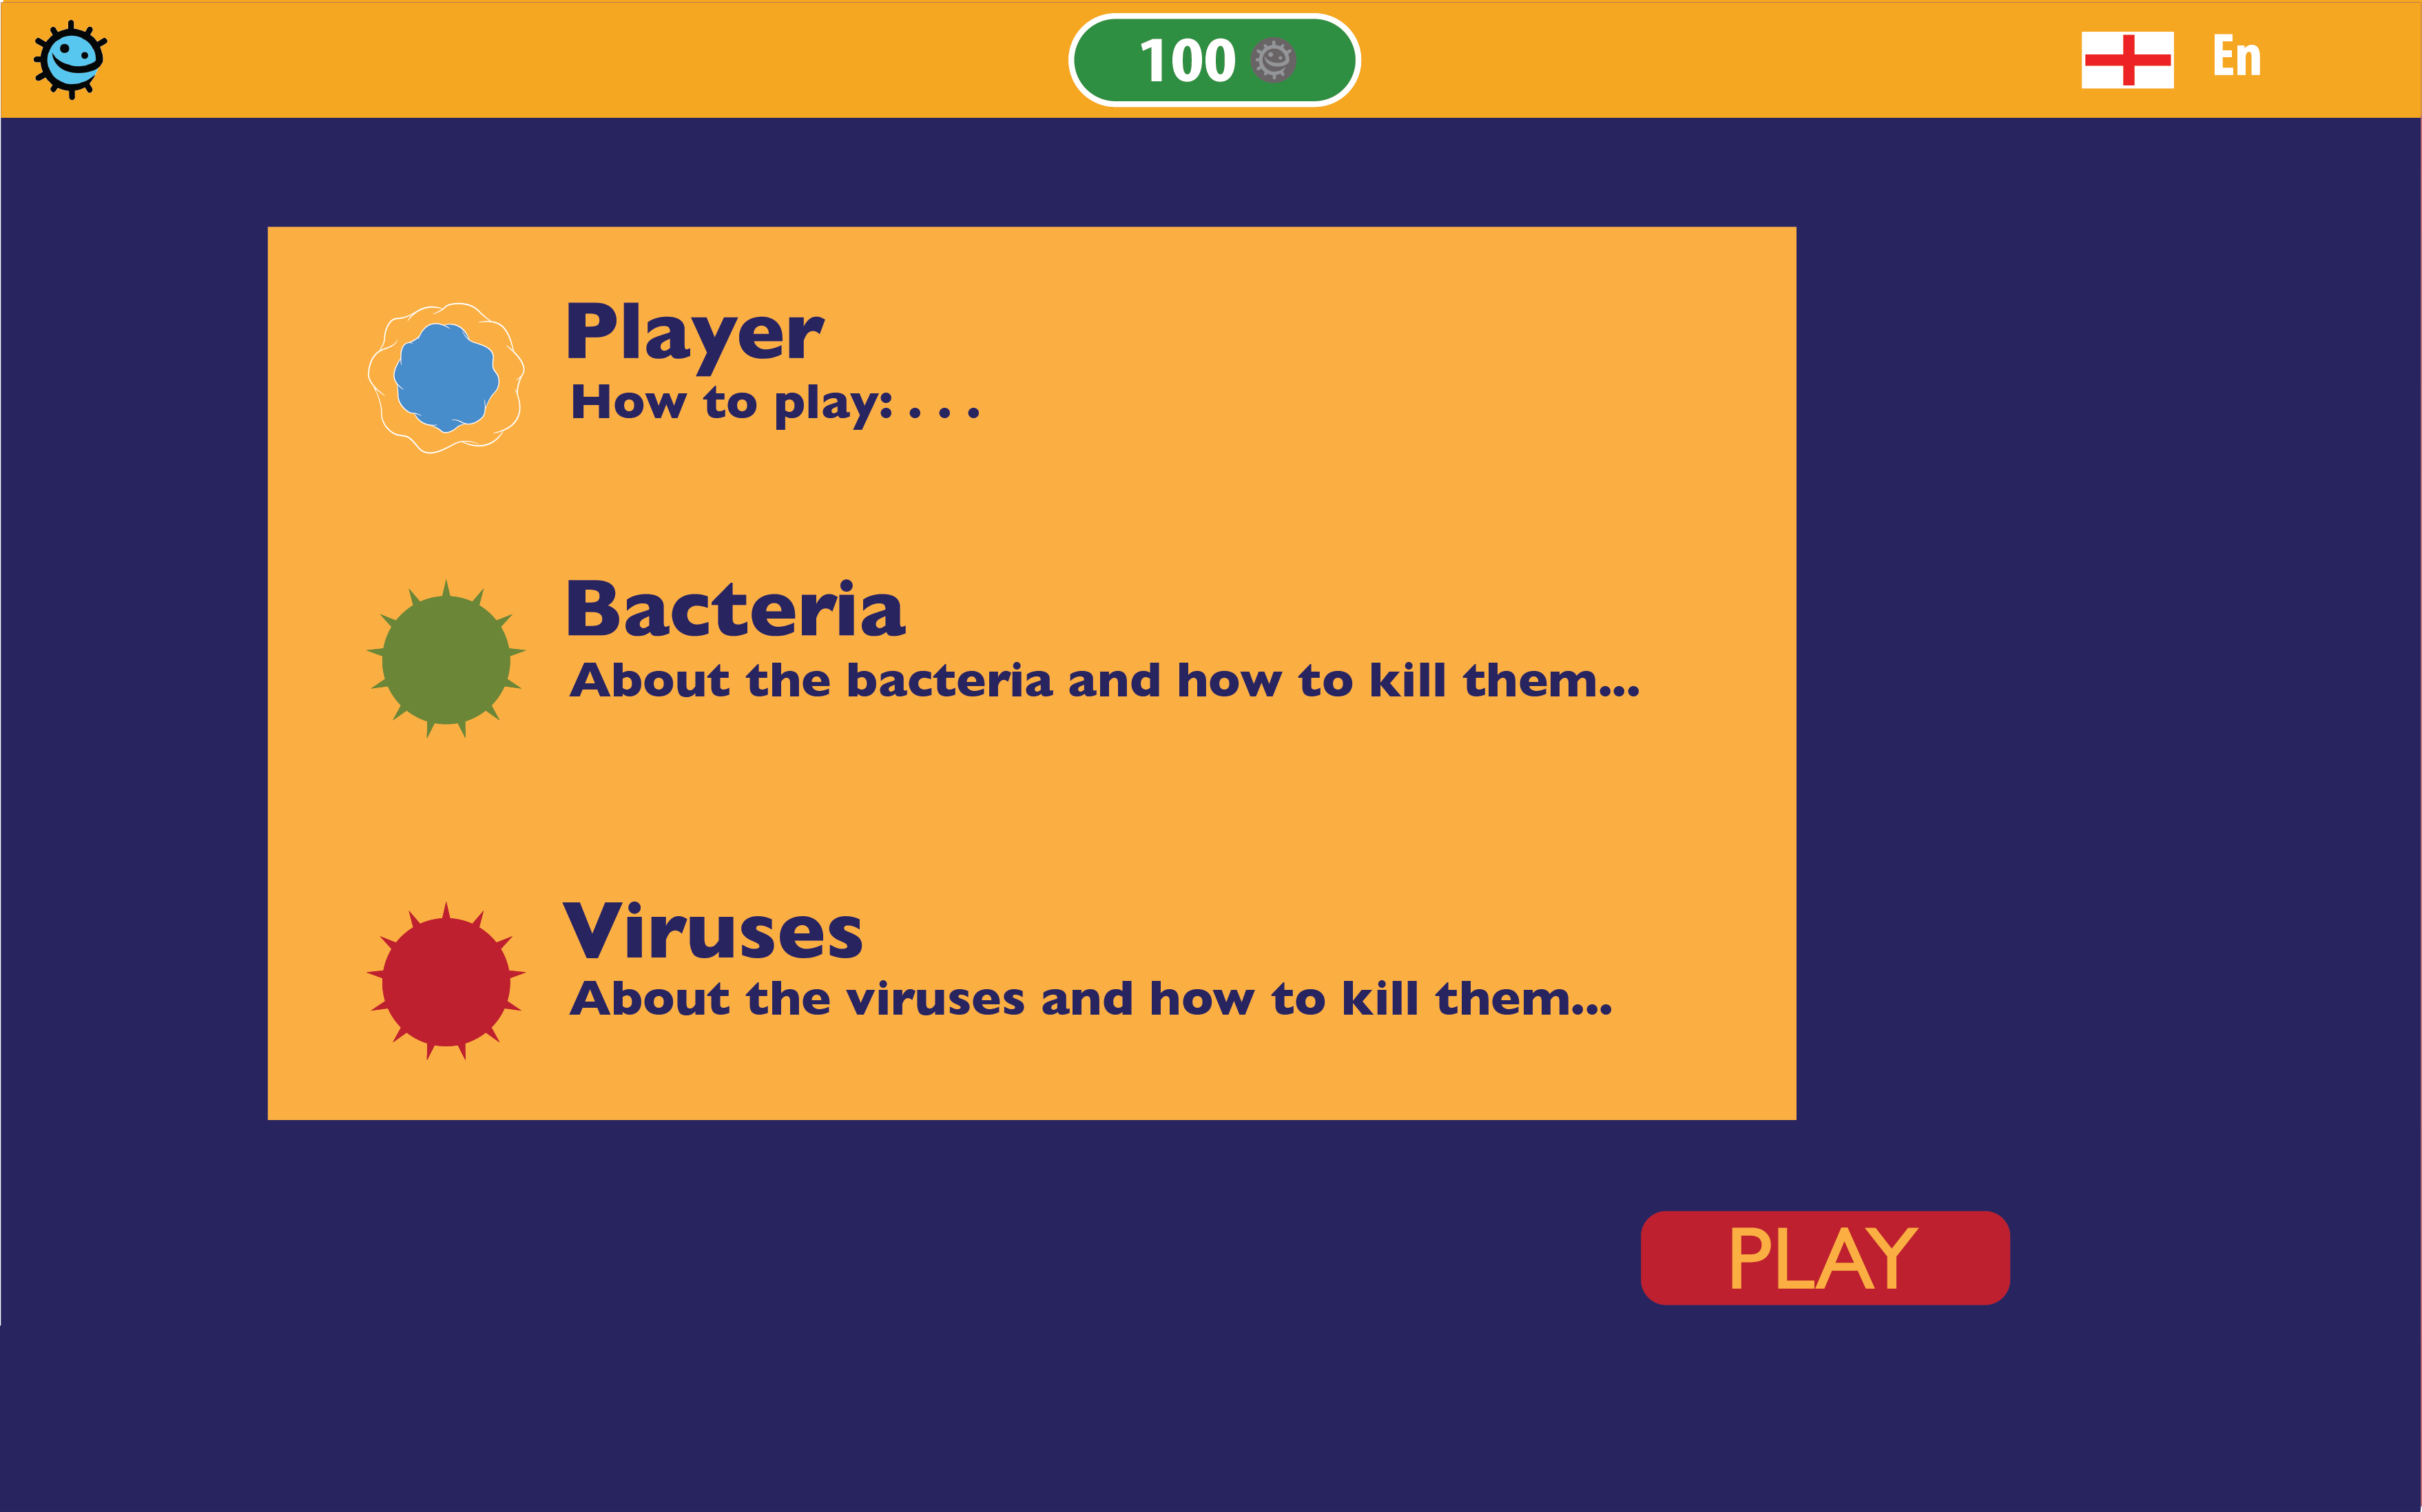 100
En
Player
How to play: . . .
Bacteria
About the bacteria and how to kill them...
Viruses
About the viruses and how to kill them...
PLAY